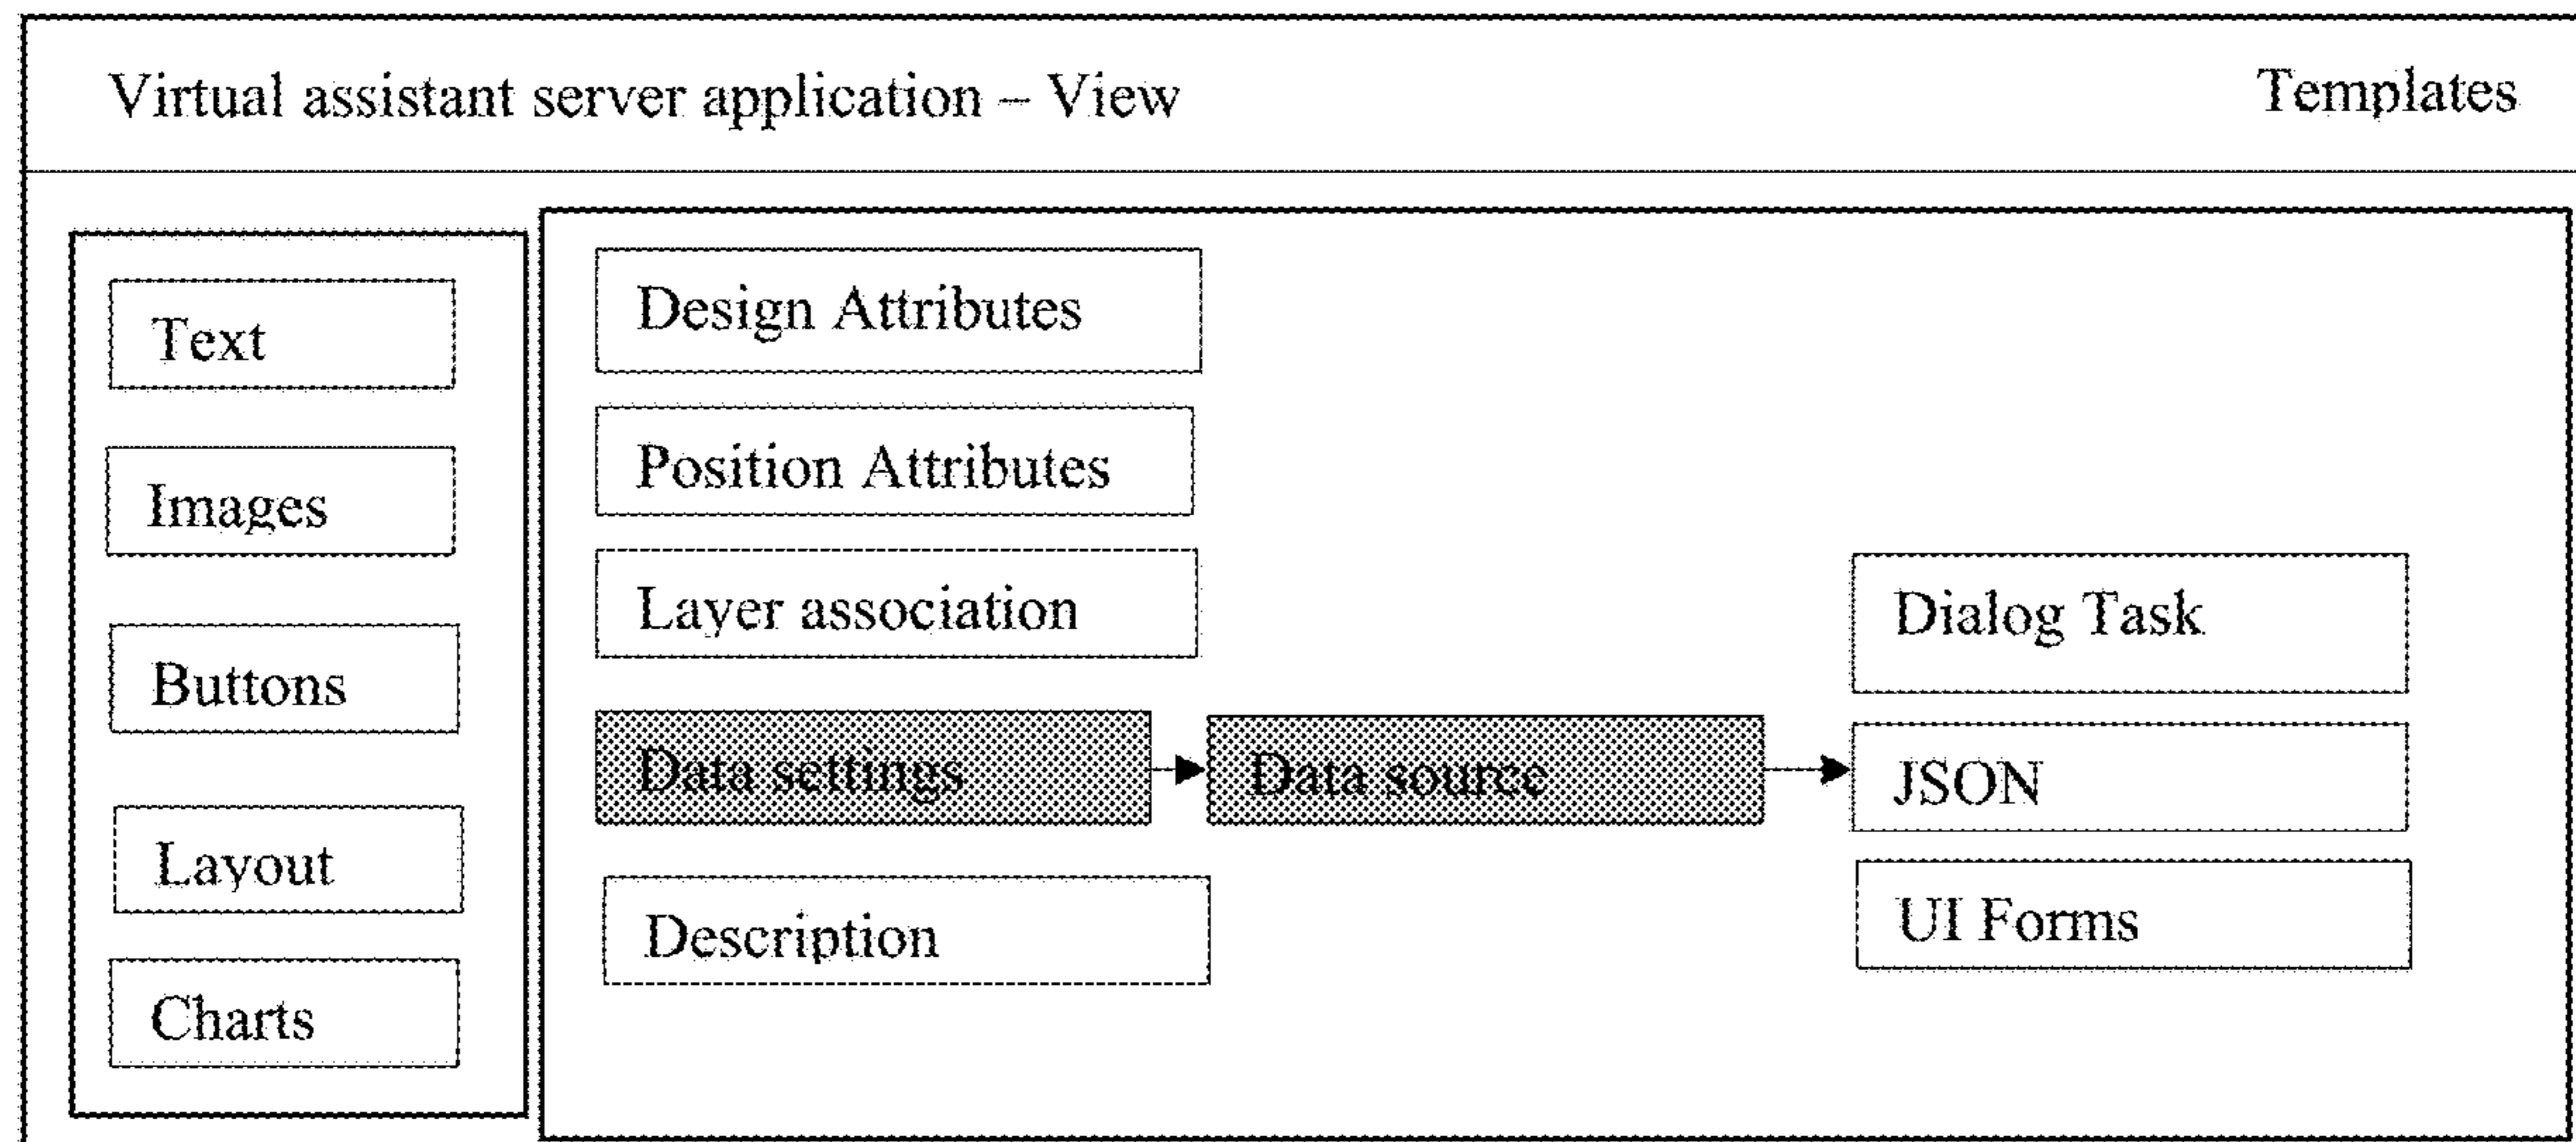 Virtual assistant server application – View
Templates
Text
Images
Buttons
Layout
Charts
Design Attributes
Position Attributes
Layer association
Data settings
Data source
Description
Dialog Task
JSON
UI Forms